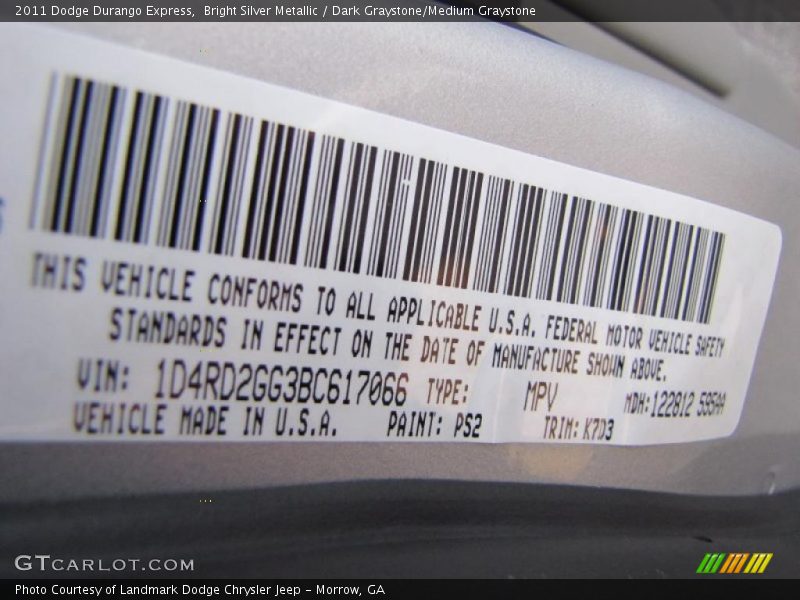 2011 Dodge Durango Express, Bright Silver Metallic / Dark Graystone/Medium Graystone
THIS VEHICLE CONFORMS TO ALL APPLICABLE U.S.A. FEDERAL MOTOR VEHICLE SAFETY
STANDARDS IN EFFECT ON THE DATE OF MANUFACTURE SHOWN ABOVE.
VIN: 1D4RD2GG3BC617066 TYPE: MPV MDH: 122812 595AA
VEHICLE MADE IN U.S.A. PAINT: PS2 TRIM: K7D3
GTCARLOT.COM
Photo Courtesy of Landmark Dodge Chrysler Jeep - Morrow, GA